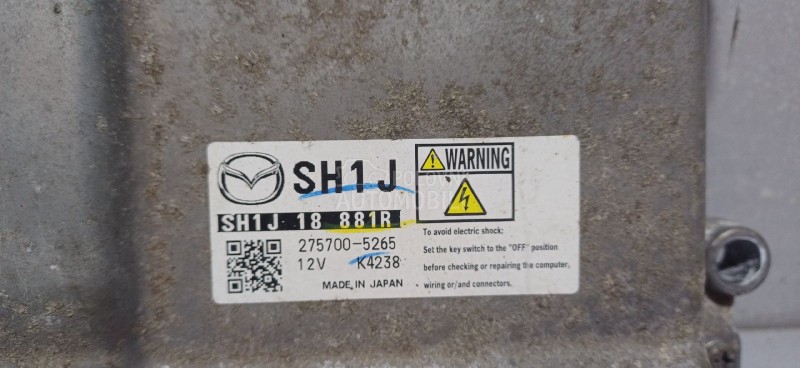 SH1J
WARNING
SH1J 18 881R
275700-5265
12V K4238
MADE IN JAPAN
To avoid electric shock;
Set the key switch to the "OFF" position
before checking or repairing the computer,
wiring or/and connectors.
AUTOMOBILI